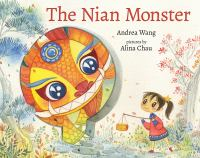 The Nian Monster
Andrea Wang
pictures by
Alina Chau